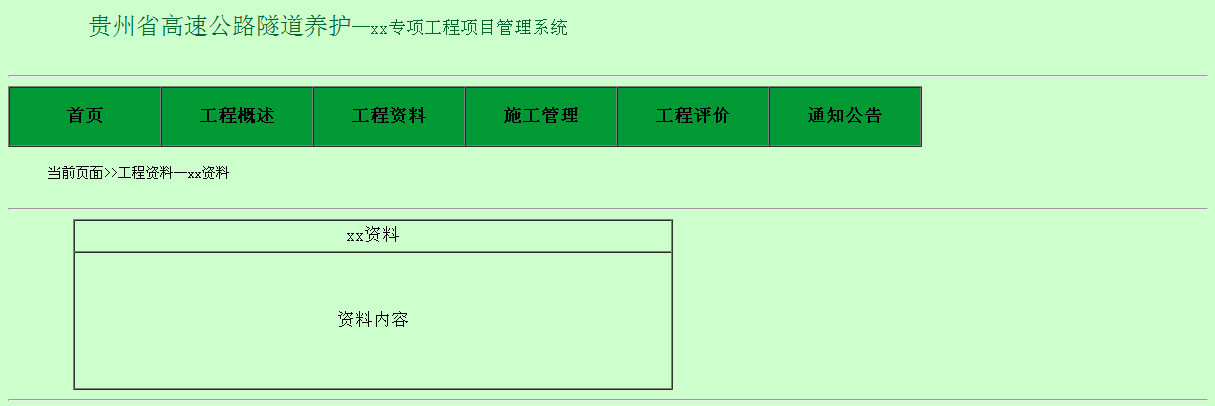 贵州省高速公路隧道养护—xx专项工程项目管理系统
首页 工程概述 工程资料 施工管理 工程评价 通知公告
当前页面>>工程资料—xx资料
xx资料
资料内容